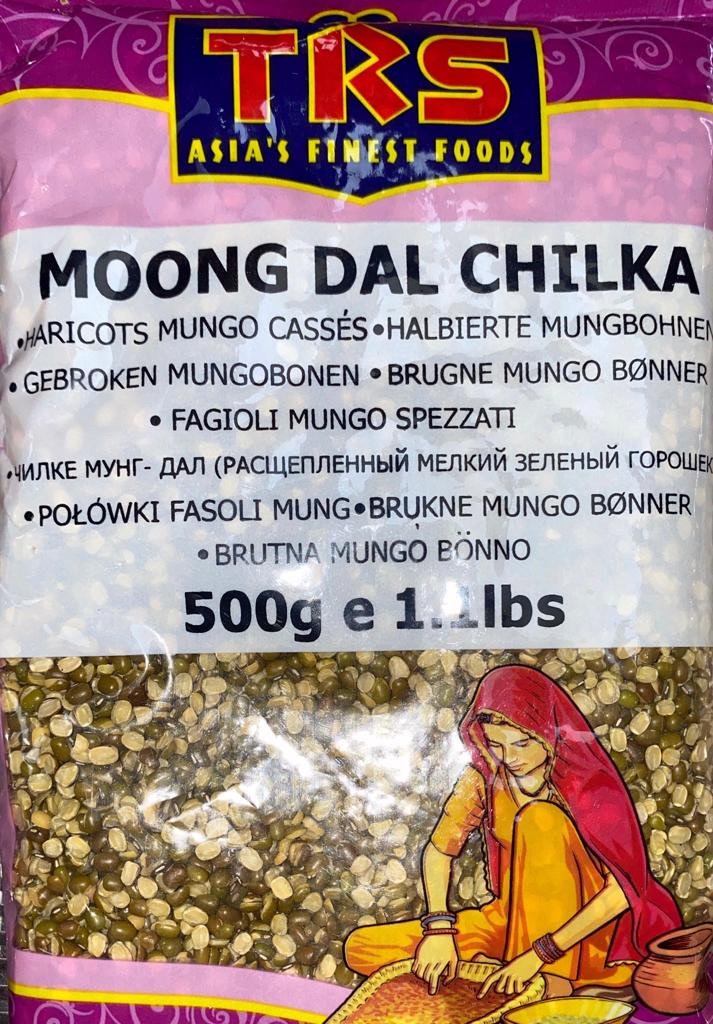 TRS
ASIA'S FINEST FOODS
MOONG DAL CHILKA
•HARICOTS MUNGO CASSÉS•HALBIERTE MUNGBOHNEN
• GEBROKEN MUNGOBONEN • BRUGNE MUNGO BØNNER
• FAGIOLI MUNGO SPEZZATI
•ЧИЛКЕ МУНГ- ДАЛ (РАСЩЕПЛЕННЫЙ МЕЛКИЙ ЗЕЛЕНЫЙ ГОРОШЕК
•POŁÓWKI FASOLI MUNG•BRUKNE MUNGO BØNNER
•BRUTNA MUNGO BÖNNO
500g e 1.1lbs